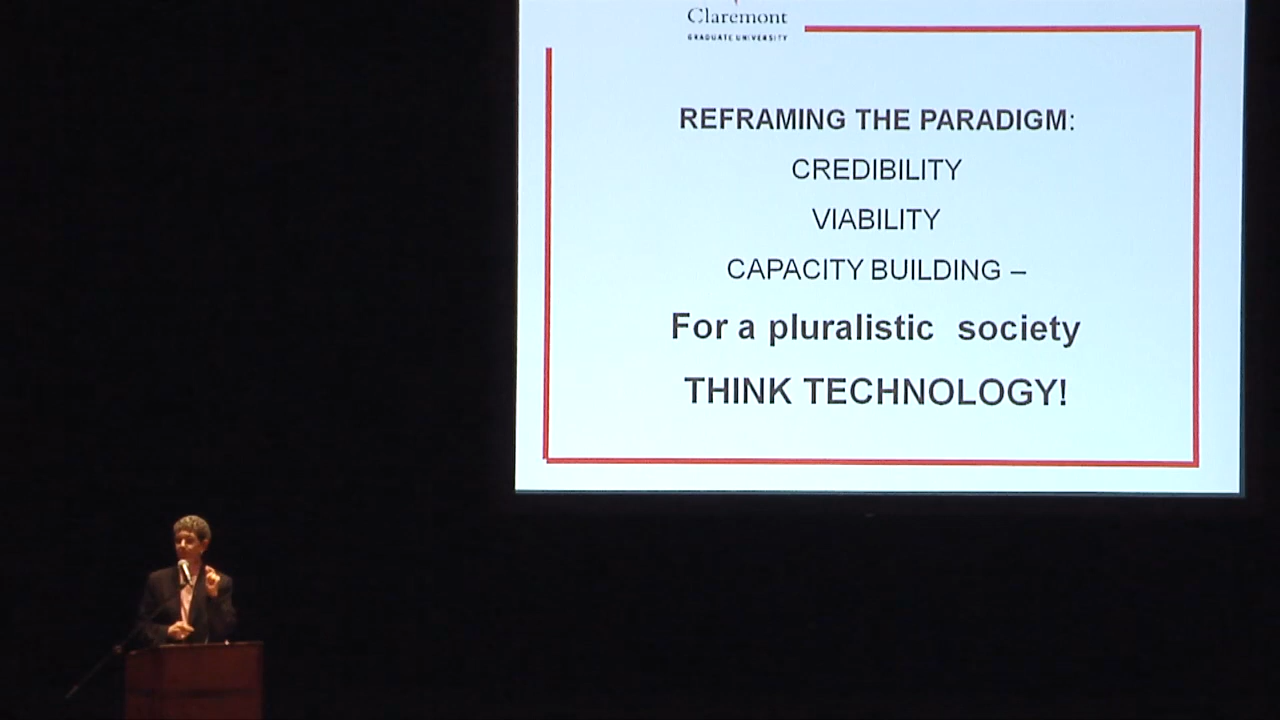 Claremont
GRADUATE UNIVERSITY
REFRAMING THE PARADIGM:
CREDIBILITY
VIABILITY
CAPACITY BUILDING –
For a pluralistic society
THINK TECHNOLOGY!